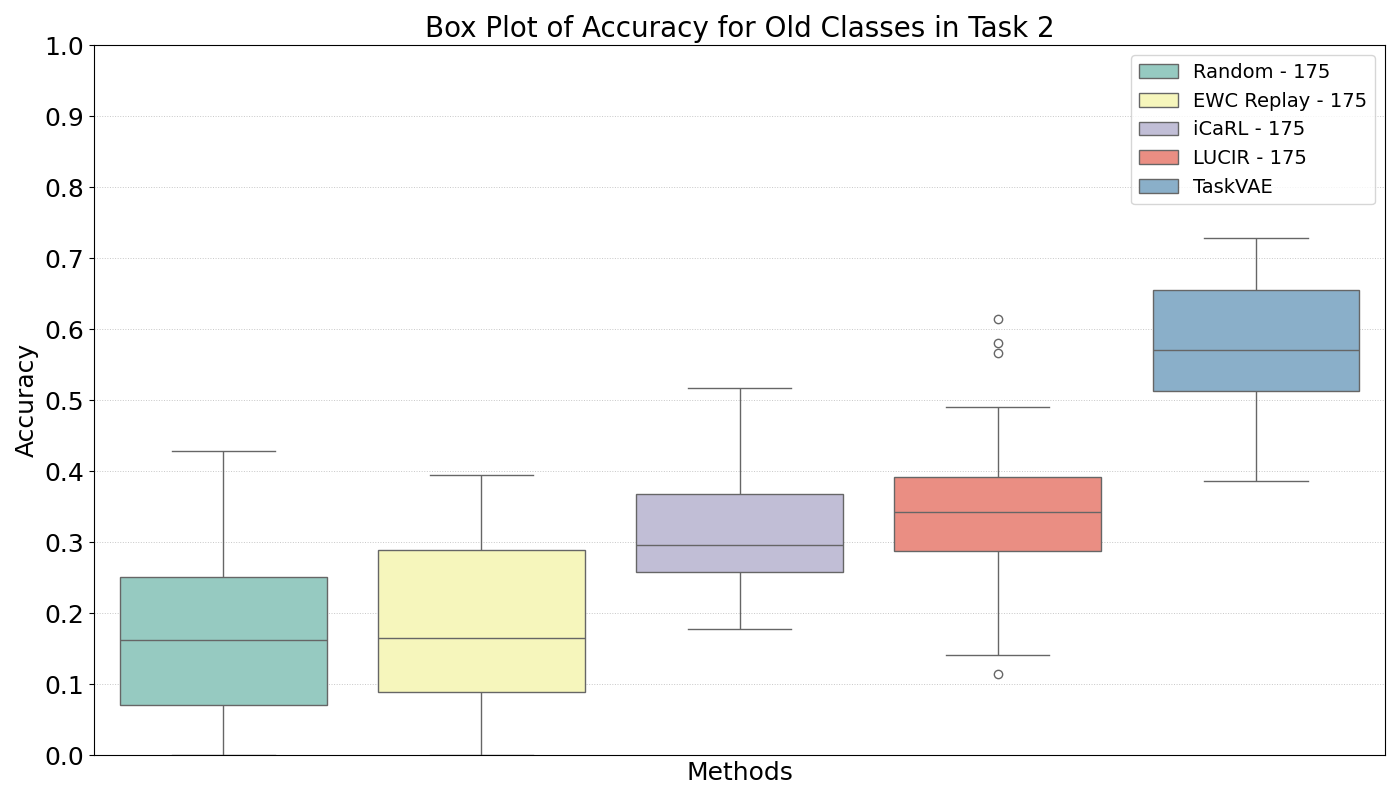 Box Plot of Accuracy for Old Classes in Task 2
1.0
0.9
0.8
0.7
0.6
0.5
0.4
0.3
0.2
0.1
0.0
Accuracy
Methods
Random - 175
EWC Replay - 175
iCaRL - 175
LUCIR - 175
TaskVAE